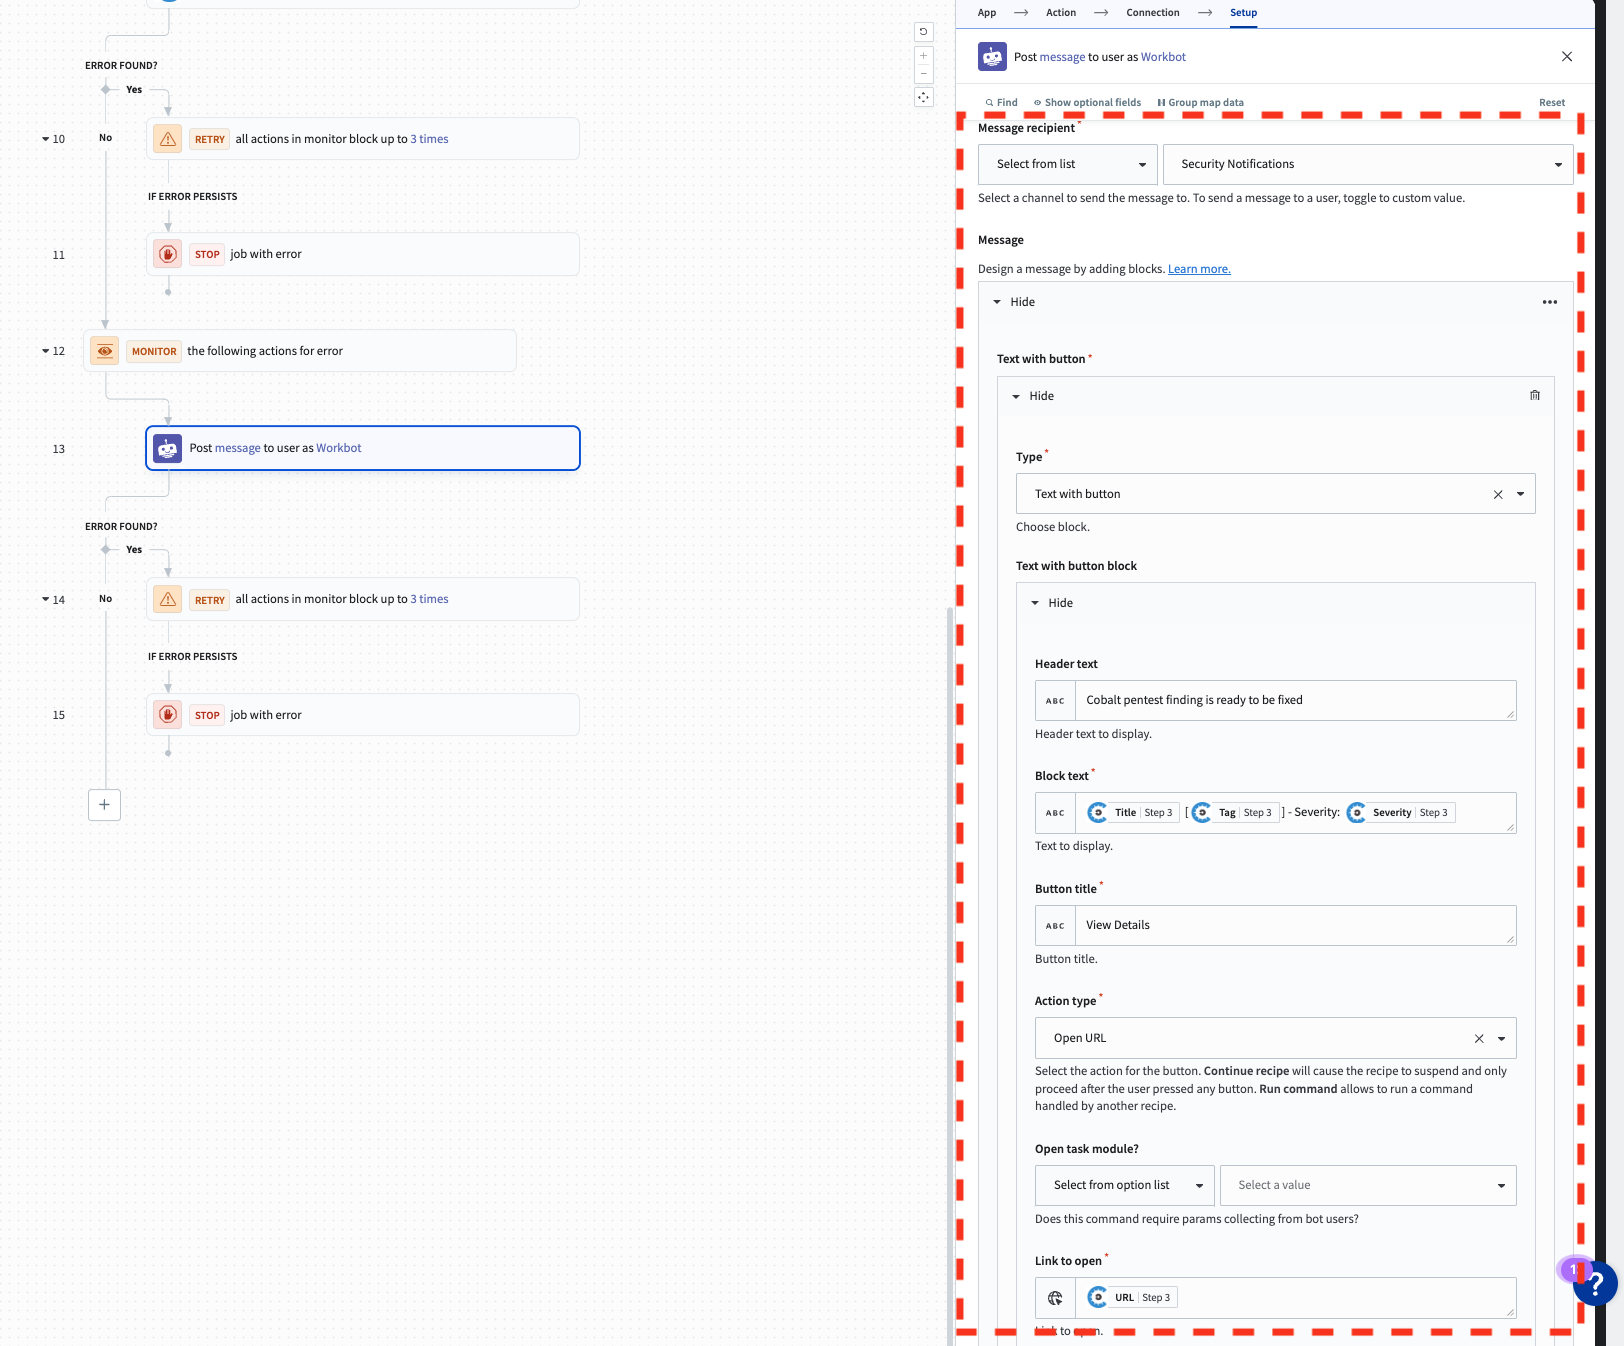 ERROR FOUND?
Yes
10
No
RETRY all actions in monitor block up to 3 times
IF ERROR PERSISTS
11
STOP job with error
12
MONITOR the following actions for error
13
Post message to user as Workbot
ERROR FOUND?
Yes
14
No
RETRY all actions in monitor block up to 3 times
IF ERROR PERSISTS
15
STOP job with error
App → Action → Connection → Setup
Post message to user as Workbot
Find Show optional fields Group map data Reset
Message recipient *
Select from list Security Notifications
Select a channel to send the message to. To send a message to a user, toggle to custom value.
Message
Design a message by adding blocks. Learn more.
Hide
Text with button *
Hide
Type *
Text with button
Choose block.
Text with button block
Hide
Header text
ABC Cobalt pentest finding is ready to be fixed
Header text to display.
Block text *
ABC Title Step 3 [ Tag Step 3 ] - Severity: Severity Step 3
Text to display.
Button title *
ABC View Details
Button title.
Action type *
Open URL
Select the action for the button. Continue recipe will cause the recipe to suspend and only
proceed after the user pressed any button. Run command allows to run a command
handled by another recipe.
Open task module?
Select from option list Select a value
Does this command require params collecting from bot users?
Link to open *
URL Step 3
Link to open.
?